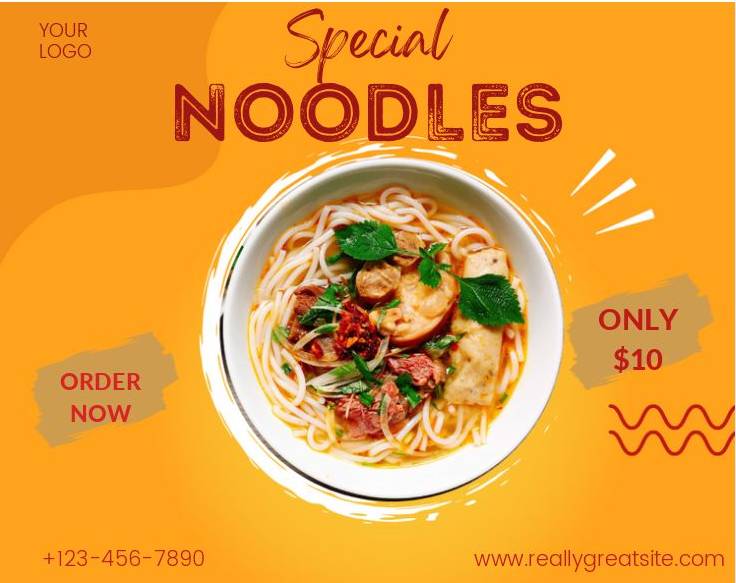 YOUR
LOGO
Special
NOODLES
ONLY
$10
ORDER
NOW
+123-456-7890
www.reallygreatsite.com